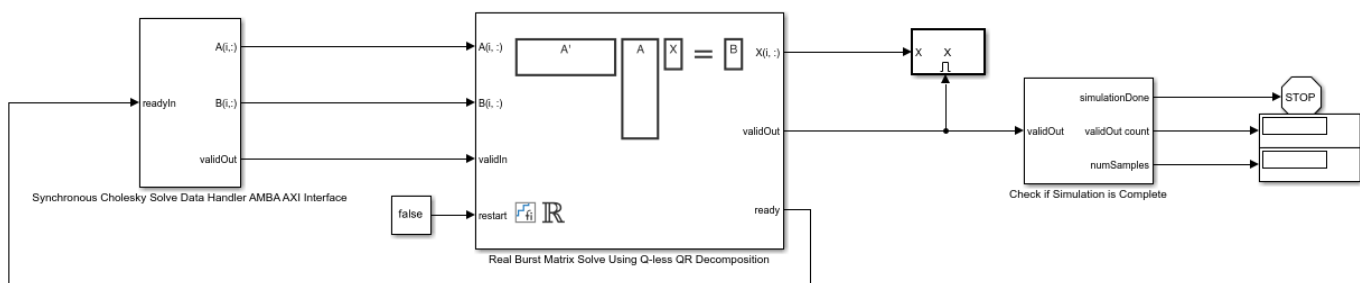 A(i,:)
readyIn
B(i,:)
validOut
Synchronous Cholesky Solve Data Handler AMBA AXI Interface
false
A(i, :)
B(i, :)
validIn
restart
A'
A
X
=
B
fi
ℝ
X(i, :)
validOut
ready
Real Burst Matrix Solve Using Q-less QR Decomposition
X
X
validOut
simulationDone
validOut count
numSamples
Check if Simulation is Complete
STOP